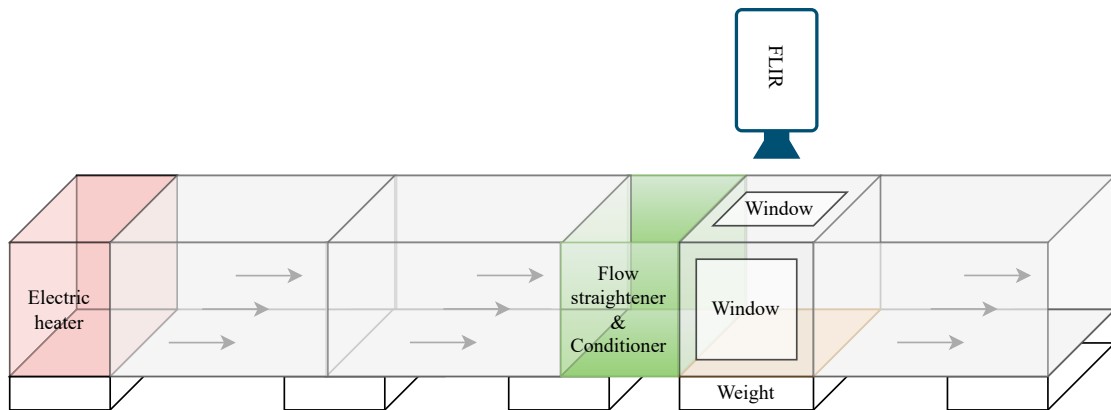 FLIR
Window
Electric
heater
Flow
straightener
&
Conditioner
Window
Weight